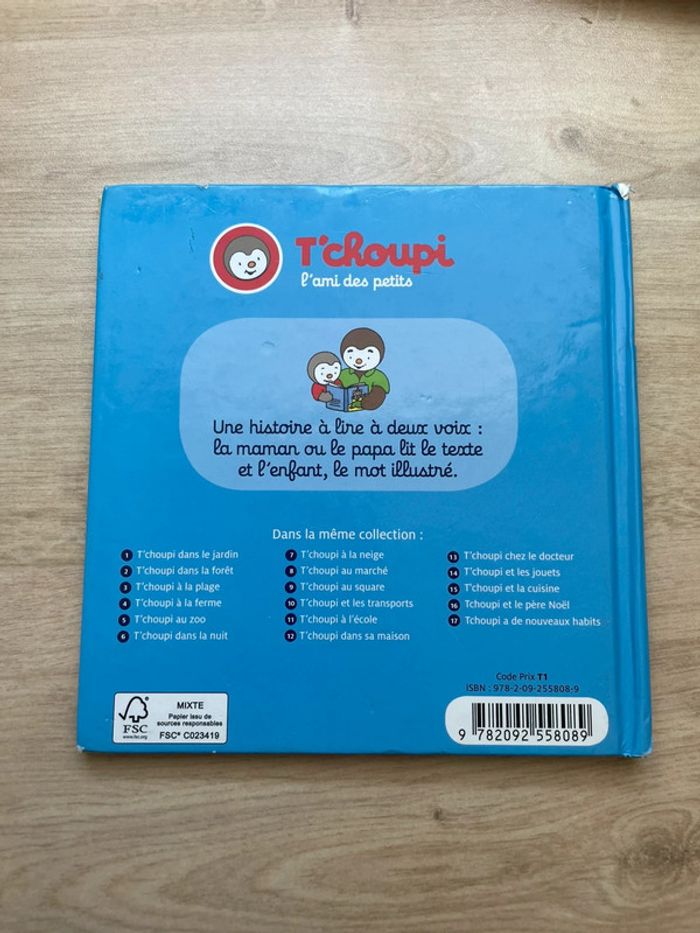 T'choupi
l'ami des petits
Une histoire à lire à deux voix :
la maman ou le papa lit le texte
et l'enfant, le mot illustré.
Dans la même collection :
1 T'choupi dans le jardin
2 T'choupi dans la forêt
3 T'choupi à la plage
4 T'choupi à la ferme
5 T'choupi au zoo
6 T'choupi dans la nuit
7 T'choupi à la neige
8 T'choupi au marché
9 T'choupi au square
10 T'choupi et les transports
11 T'choupi à l'école
12 T'choupi dans sa maison
13 T'choupi chez le docteur
14 T'choupi et les jouets
15 T'choupi et la cuisine
16 Tchoupi et le père Noël
17 Tchoupi a de nouveaux habits
FSC
www.fsc.org
MIXTE
Papier issu de
sources responsables
FSC® C023419
Code Prix T1
ISBN : 978-2-09-255808-9
9 782092 558089